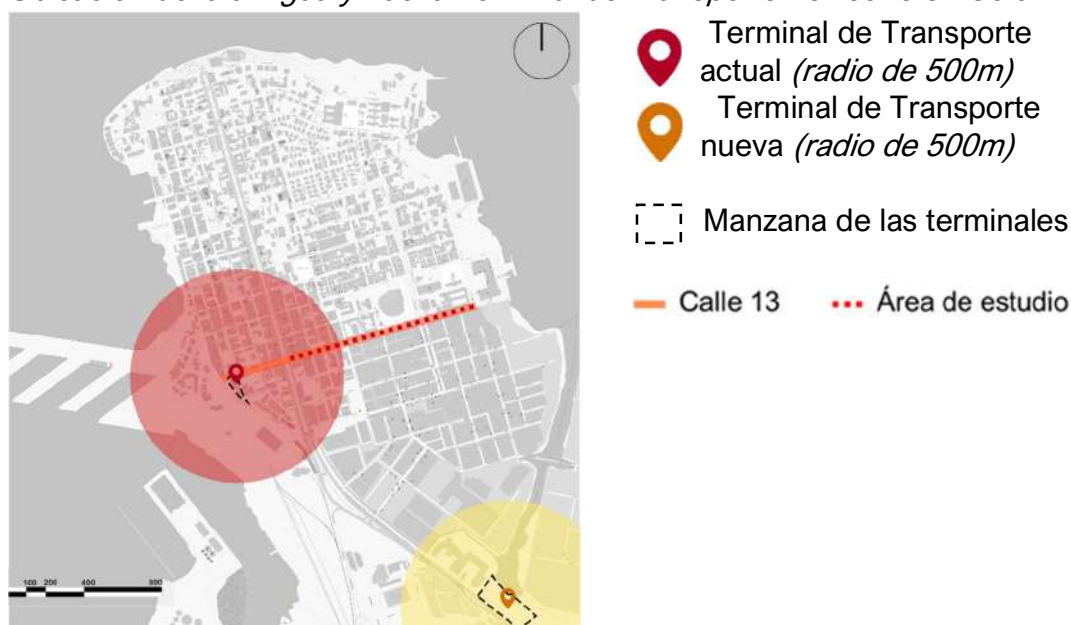 Terminal de Transporte
actual (radio de 500m)
Terminal de Transporte
nueva (radio de 500m)
Manzana de las terminales
Calle 13
Área de estudio
100 200 400 800